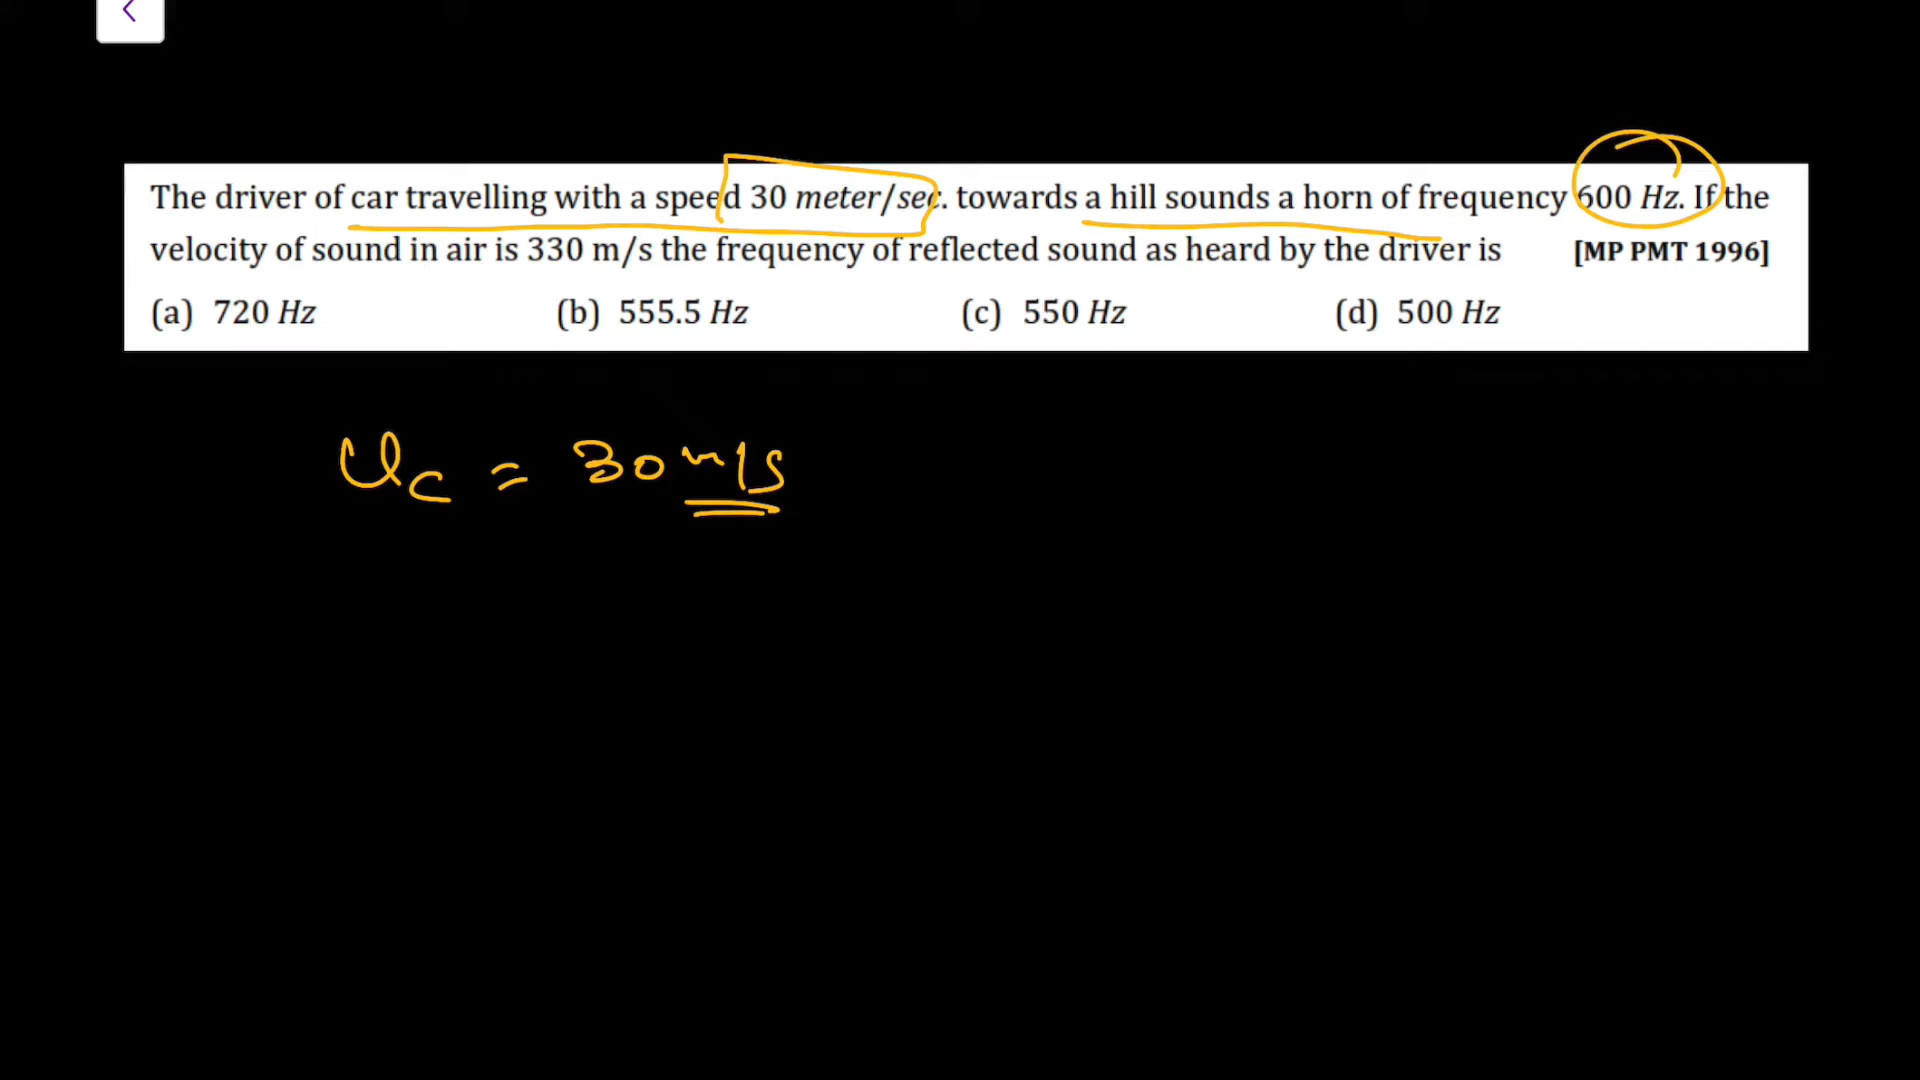 The driver of car travelling with a speed 30 meter/sec. towards a hill sounds a horn of frequency 600 Hz. If the
velocity of sound in air is 330 m/s the frequency of reflected sound as heard by the driver is [MP PMT 1996]
(a) 720 Hz (b) 555.5 Hz (c) 550 Hz (d) 500 Hz
Uc = 30 m/s